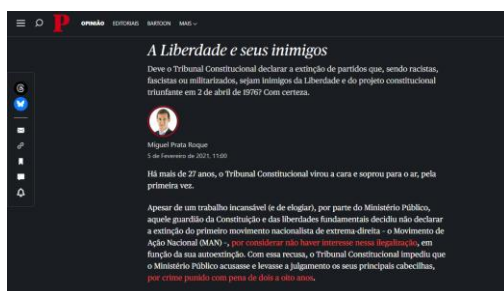 P OPINIÃO EDITORIAIS BARTOON MAIS
A Liberdade e seus inimigos
Deve o Tribunal Constitucional declarar a extinção de partidos que, sendo racistas,
fascistas ou militarizados, sejam inimigos da Liberdade e do projeto constitucional
triunfante em 2 de abril de 1976? Com certeza.
Miguel Prata Roque
5 de Fevereiro de 2021, 11:00
Há mais de 27 anos, o Tribunal Constitucional virou a cara e soprou para o ar, pela
primeira vez.
Apesar de um trabalho incansável (e de elogiar), por parte do Ministério Público,
aquele guardião da Constituição e das liberdades fundamentais decidiu não declarar
a extinção do primeiro movimento nacionalista de extrema-direita - o Movimento de
Ação Nacional (MAN) -, por considerar não haver interesse nessa ilegalização, em
função da sua autoextinção. Com essa recusa, o Tribunal Constitucional impediu que
o Ministério Público acusasse e levasse a julgamento os seus principais cabecilhas,
por crime punido com pena de dois a oito anos.